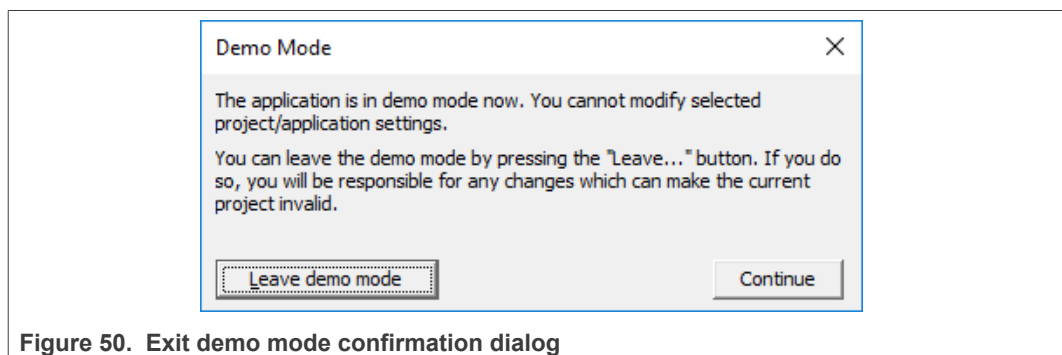 Demo Mode
The application is in demo mode now. You cannot modify selected
project/application settings.
You can leave the demo mode by pressing the "Leave..." button. If you do
so, you will be responsible for any changes which can make the current
project invalid.
Leave demo mode
Continue
Figure 50. Exit demo mode confirmation dialog